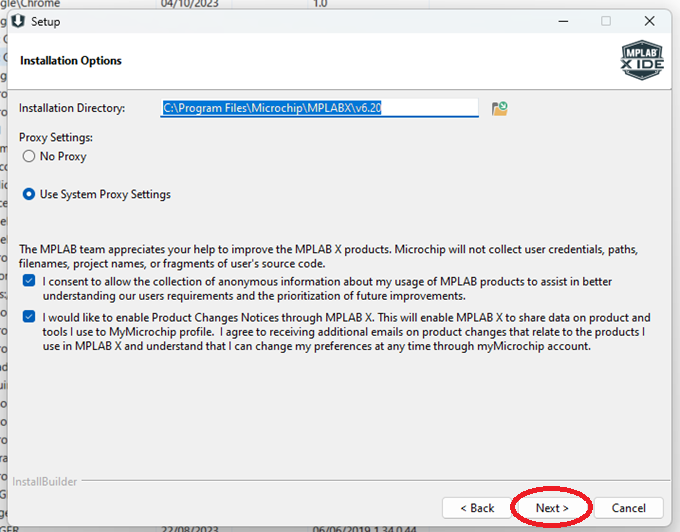 gle\Chrome 04/10/2023 1.0
Setup
MPLAB
X IDE
Installation Options
Installation Directory: C:\Program Files\Microchip\MPLABX\v6.20
Proxy Settings:
No Proxy
Use System Proxy Settings
The MPLAB team appreciates your help to improve the MPLAB X products. Microchip will not collect user credentials, paths,
filenames, project names, or fragments of user's source code.
I consent to allow the collection of anonymous information about my usage of MPLAB products to assist in better
understanding our users requirements and the prioritization of future improvements.
I would like to enable Product Changes Notices through MPLAB X. This will enable MPLAB X to share data on product and
tools I use to MyMicrochip profile. I agree to receiving additional emails on product changes that relate to the products I
use in MPLAB X and understand that I can change my preferences at any time through myMicrochip account.
InstallBuilder
< Back Next > Cancel
GER 22/08/2023 06/06/2019 1.34.0.44